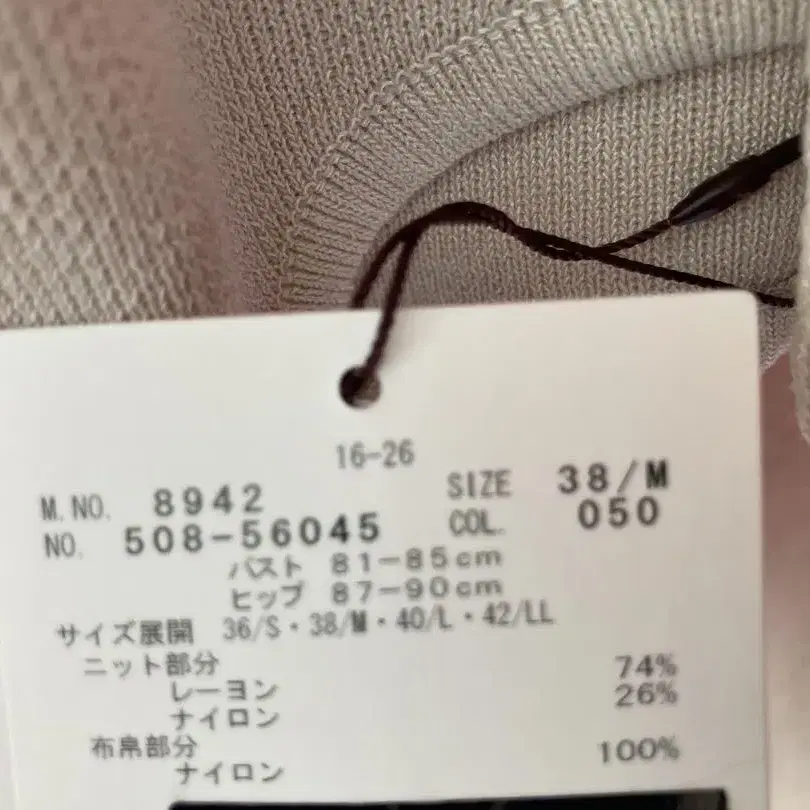 16-26
M.NO. 8942 SIZE 38/M
NO. 508-56045 COL. 050
バスト 81-85cm
ヒップ 87-90cm
サイズ展開 36/S・38/M・40/L・42/LL
ニット部分
レーヨン 74%
ナイロン 26%
布帛部分
ナイロン 100%